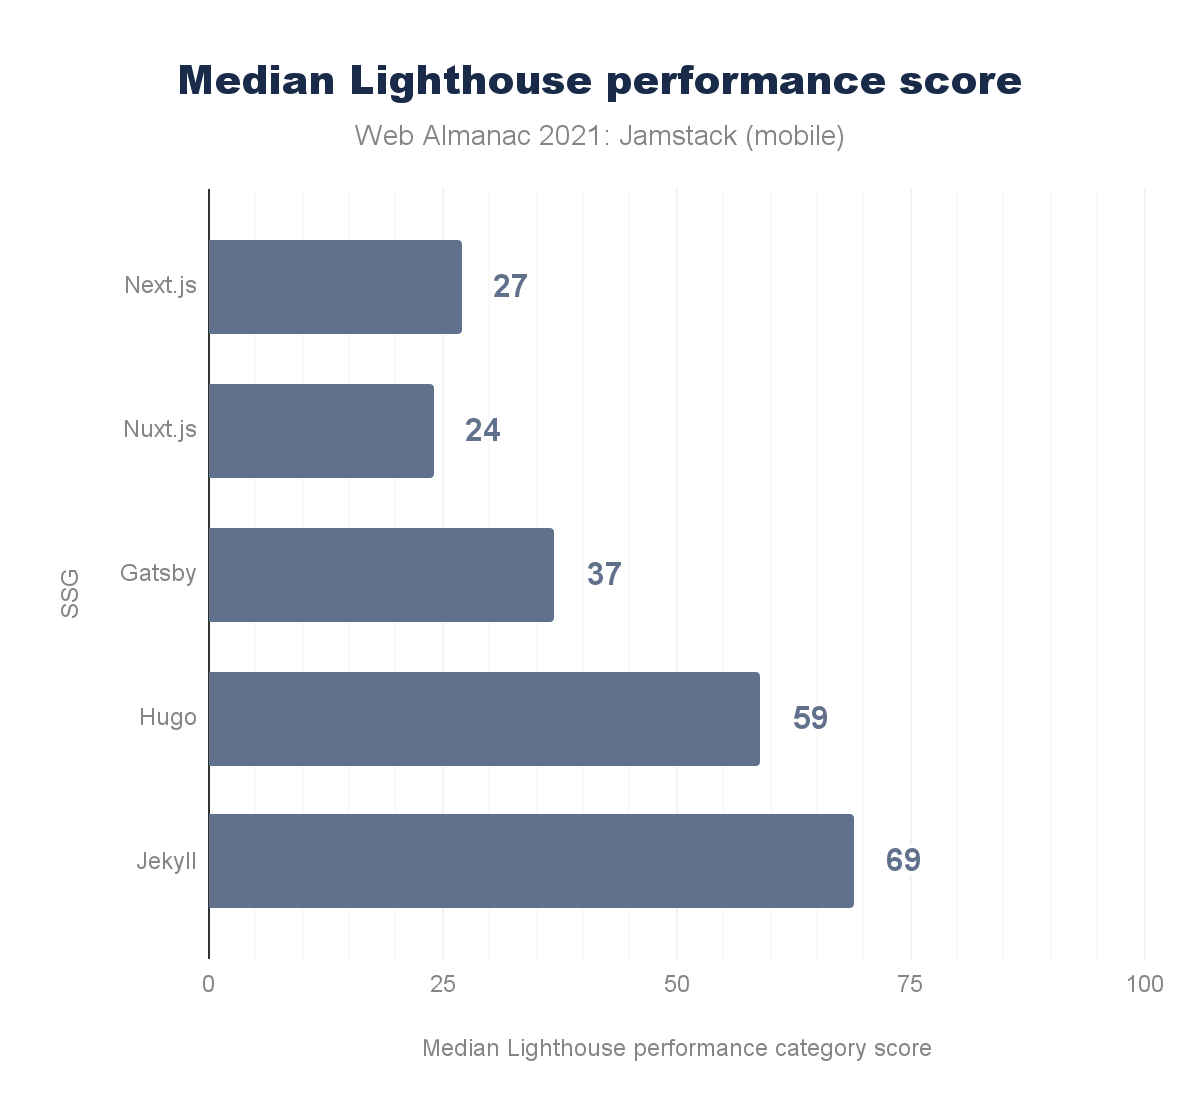 Median Lighthouse performance score
Web Almanac 2021: Jamstack (mobile)
SSG
Next.js
27
Nuxt.js
24
Gatsby
37
Hugo
59
Jekyll
69
0
25
50
75
100
Median Lighthouse performance category score